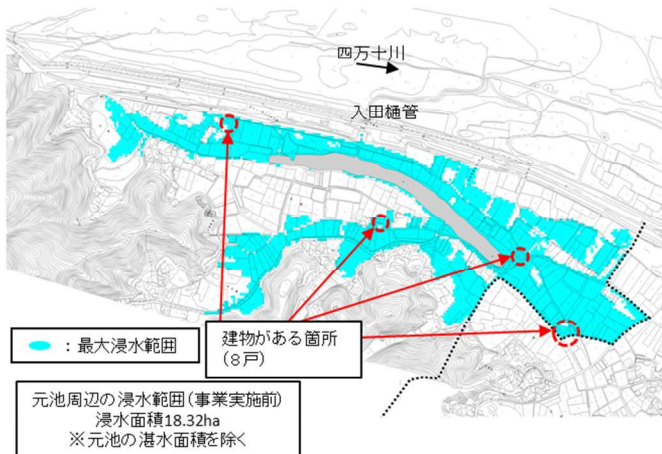 四万十川
入田樋管
：最大浸水範囲
建物がある箇所
(8戸)
元池周辺の浸水範囲(事業実施前)
浸水面積18.32ha
※元池の湛水面積を除く